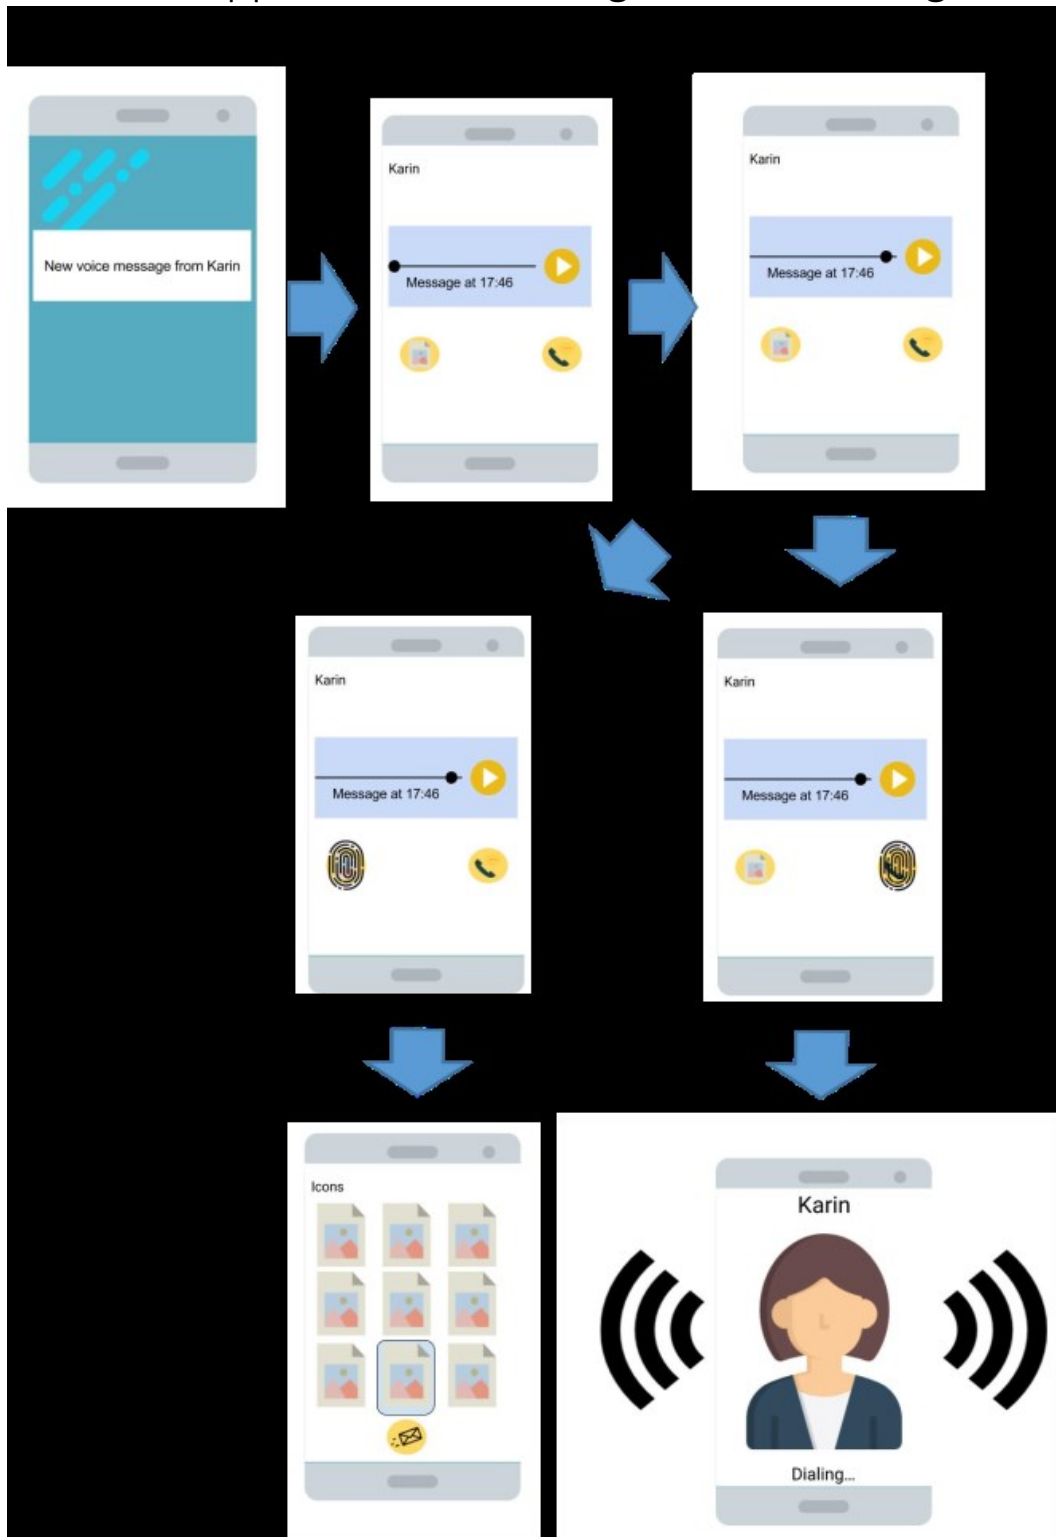 New voice message from Karin
Karin
Message at 17:46
Karin
Message at 17:46
Karin
Message at 17:46
Karin
Message at 17:46
Icons
Karin
Dialing...